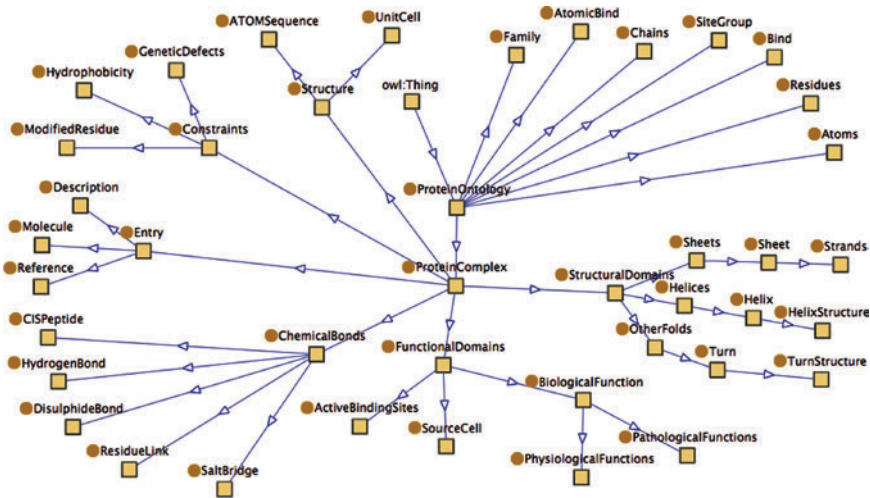 ATOMSequence
UnitCell
AtomicBind
SiteGroup
Family
Chains
Bind
GeneticDefects
Hydrophobicity
Structure
owl:Thing
Residues
ModifiedResidue
Constraints
Atoms
Description
ProteinOntology
Molecule
Entry
Reference
ProteinComplex
StructuralDomains
Sheets
Sheet
Strands
Helices
Helix
HelixStructure
CISPeptide
ChemicalBonds
OtherFolds
FunctionalDomains
Turn
HydrogenBond
TurnStructure
BiologicalFunction
DisulphideBond
ActiveBindingSites
SourceCell
PathologicalFunctions
ResidueLink
SaltBridge
PhysiologicalFunctions